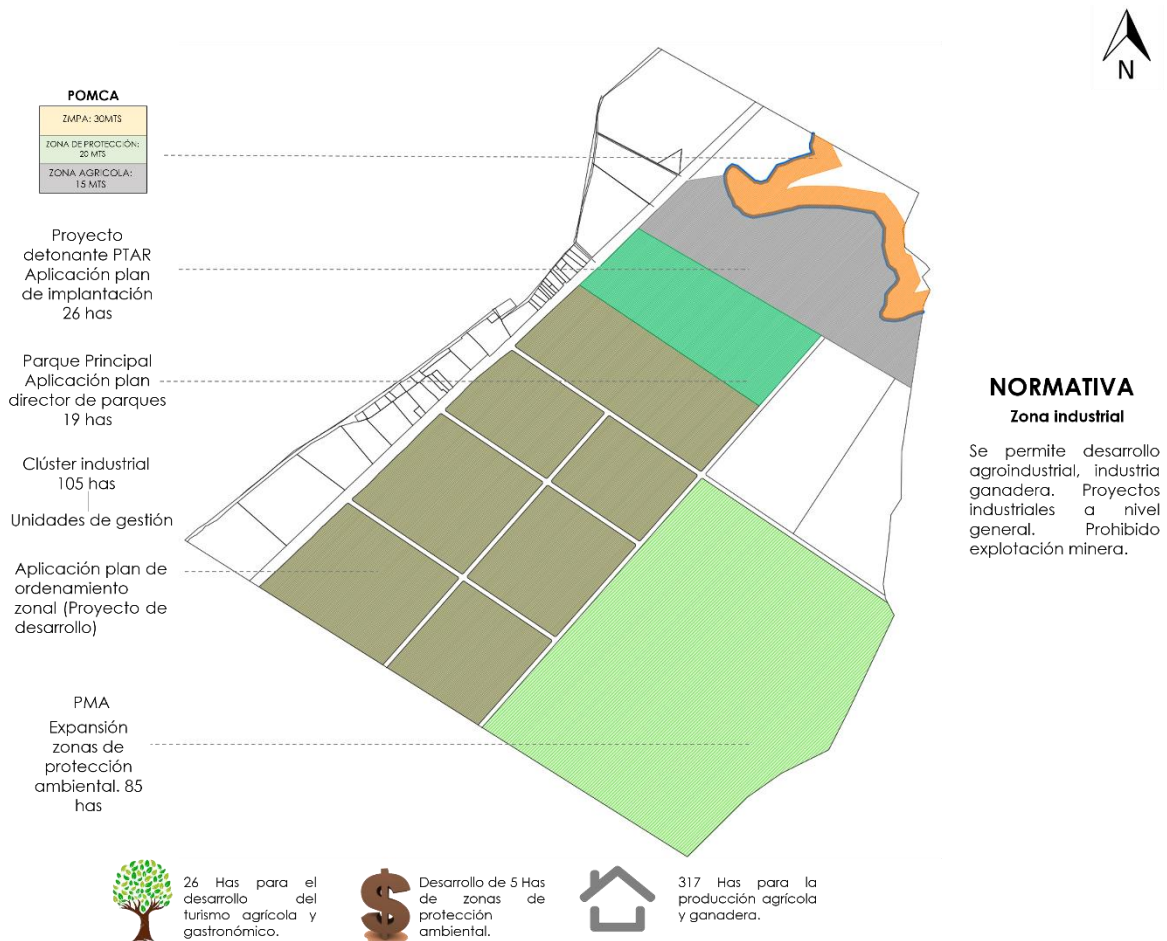 N
POMCA
ZMPA: 30MTS
ZONA DE PROTECCIÓN:
20 MTS
ZONA AGRICOLA:
15 MTS
Proyecto
detonante PTAR
Aplicación plan
de implantación
26 has
Parque Principal
Aplicación plan
director de parques
19 has
Clúster industrial
105 has
Unidades de gestión
Aplicación plan de
ordenamiento
zonal (Proyecto de
desarrollo)
PMA
Expansión
zonas de
protección
ambiental. 85
has
NORMATIVA
Zona industrial
Se permite desarrollo
agroindustrial, industria
ganadera. Proyectos
industriales a nivel
general. Prohibido
explotación minera.
26 Has para el
desarrollo del
turismo agrícola y
gastronómico.
Desarrollo de 5 Has
de zonas de
protección
ambiental.
317 Has para la
producción agrícola
y ganadera.